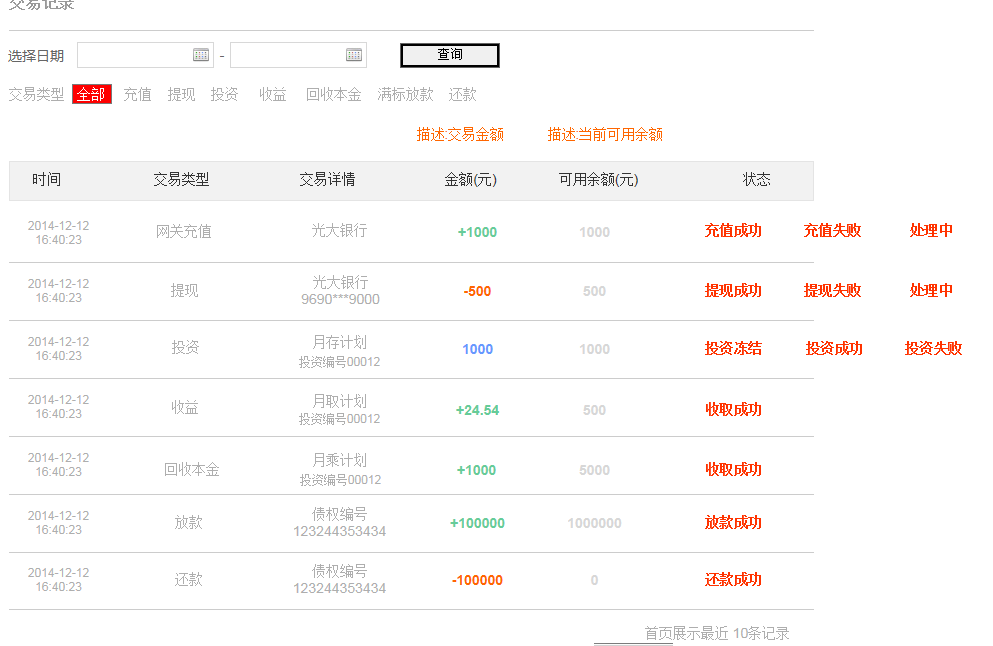 交易记录
选择日期 - 查询
交易类型 全部 充值 提现 投资 收益 回收本金 满标放款 还款
描述:交易金额 描述:当前可用余额
时间 交易类型 交易详情 金额(元) 可用余额(元) 状态
2014-12-12
16:40:23
网关充值 光大银行 +1000 1000 充值成功 充值失败 处理中
2014-12-12
16:40:23
提现
光大银行
9690***9000
-500 500 提现成功 提现失败 处理中
2014-12-12
16:40:23
投资
月存计划
投资编号00012
1000 1000 投资冻结 投资成功 投资失败
2014-12-12
16:40:23
收益
月取计划
投资编号00012
+24.54 500 收取成功
2014-12-12
16:40:23
回收本金
月乘计划
投资编号00012
+1000 5000 收取成功
2014-12-12
16:40:23
放款
债权编号
123244353434
+100000 1000000 放款成功
2014-12-12
16:40:23
还款
债权编号
123244353434
-100000 0 还款成功
首页展示最近 10条记录